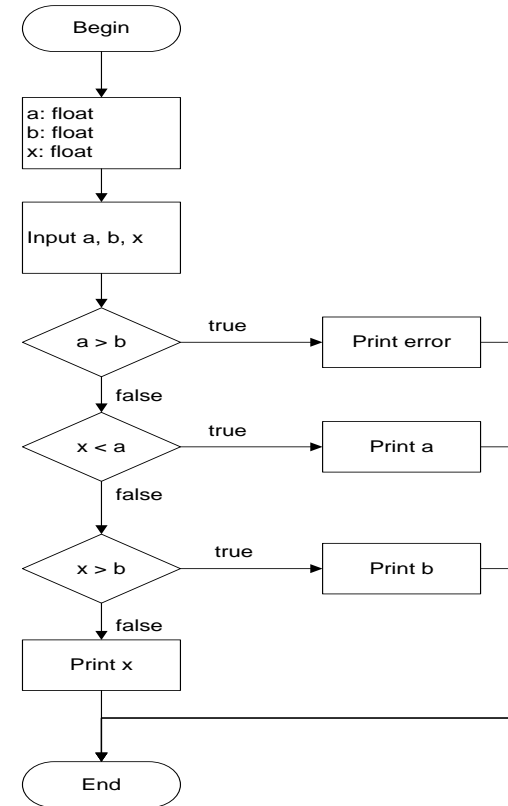 Begin
a: float
b: float
x: float
Input a, b, x
a > b
true
Print error
false
x < a
true
Print a
false
x > b
true
Print b
false
Print x
End